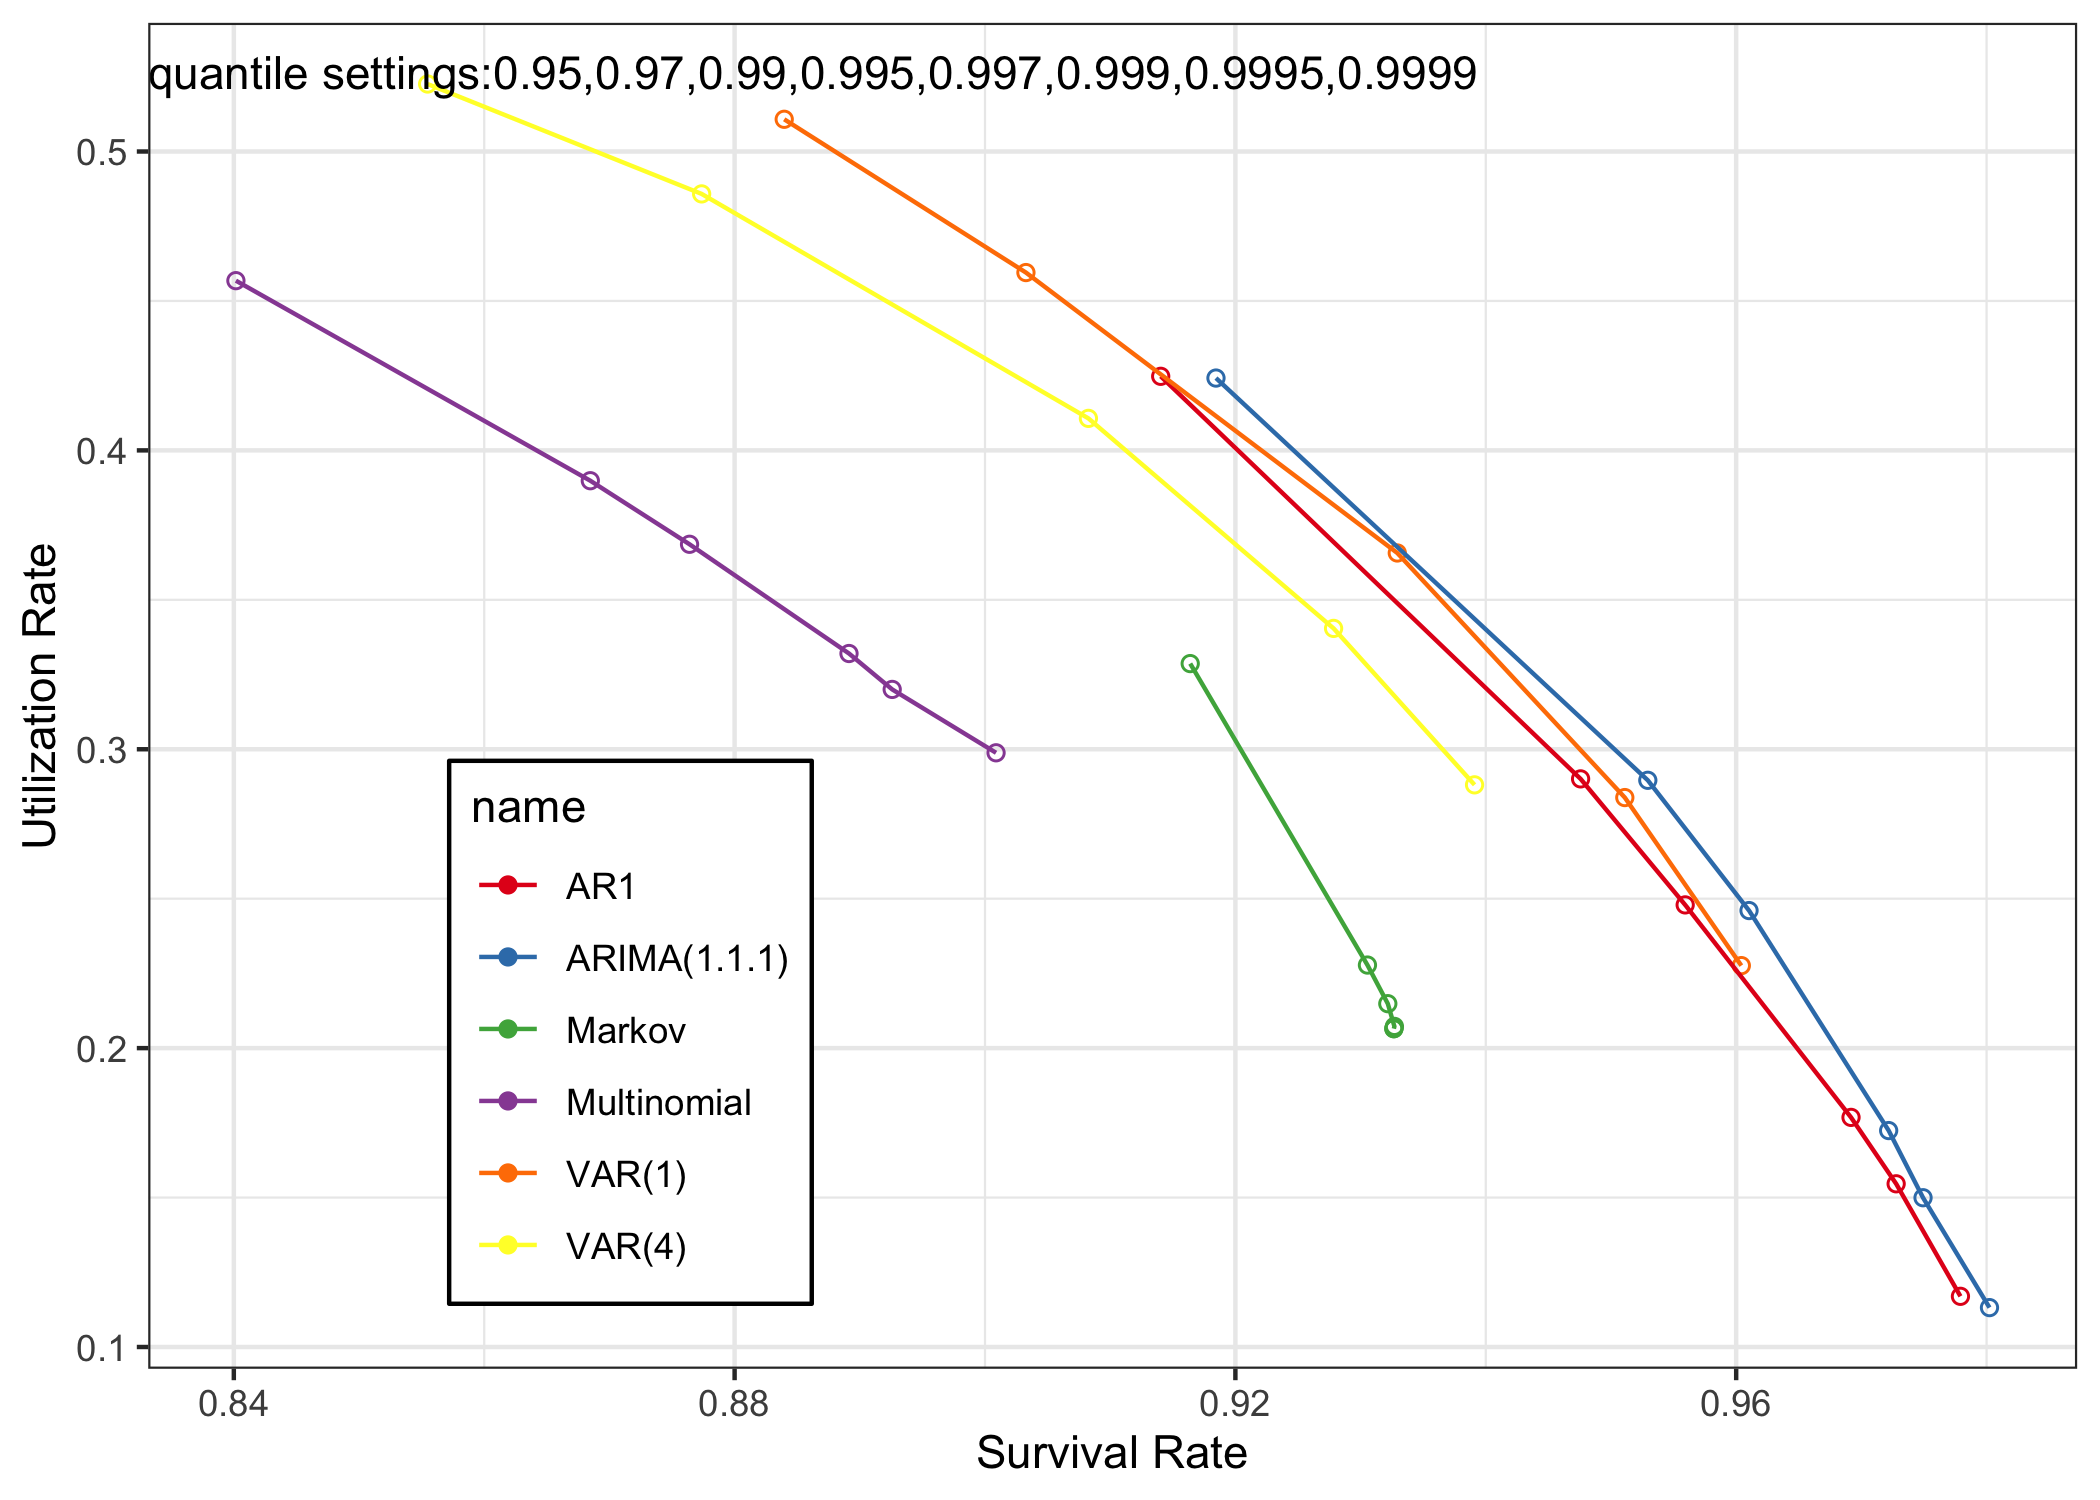 quantile settings:0.95,0.97,0.99,0.995,0.997,0.999,0.9995,0.9999
0.5
0.4
0.3
0.2
0.1
Utilization Rate
name
AR1
ARIMA(1.1.1)
Markov
Multinomial
VAR(1)
VAR(4)
0.84 0.88 0.92 0.96
Survival Rate